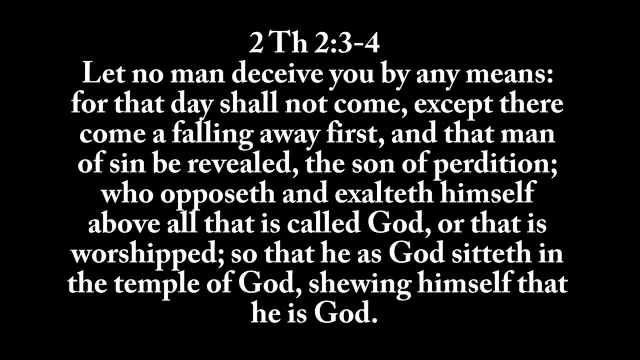 2 Th 2:3-4
Let no man deceive you by any means:
for that day shall not come, except there
come a falling away first, and that man
of sin be revealed, the son of perdition;
who opposeth and exalteth himself
above all that is called God, or that is
worshipped; so that he as God sitteth in
the temple of God, shewing himself that
he is God.